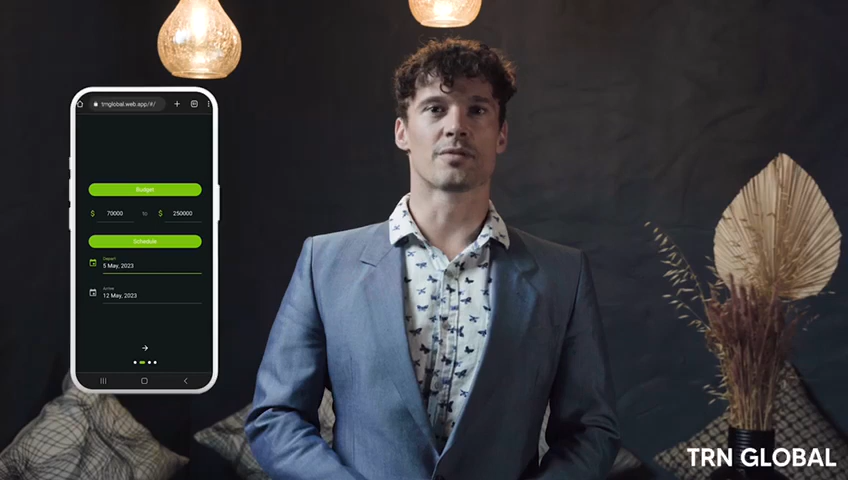 trnglobal.web.app/#/
Budget
$ 70000 to $ 250000
Schedule
Depart
5 May, 2023
Arrive
12 May, 2023
TRN GLOBAL